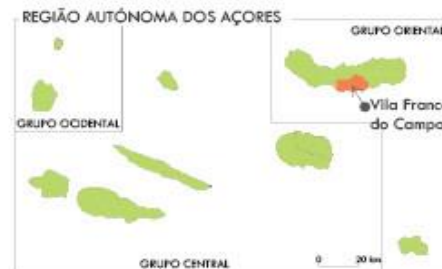 REGIÃO AUTÓNOMA DOS AÇORES
GRUPO ORIENTAL
Vila Franca
do Campo
GRUPO OCIDENTAL
GRUPO CENTRAL
0 20 km